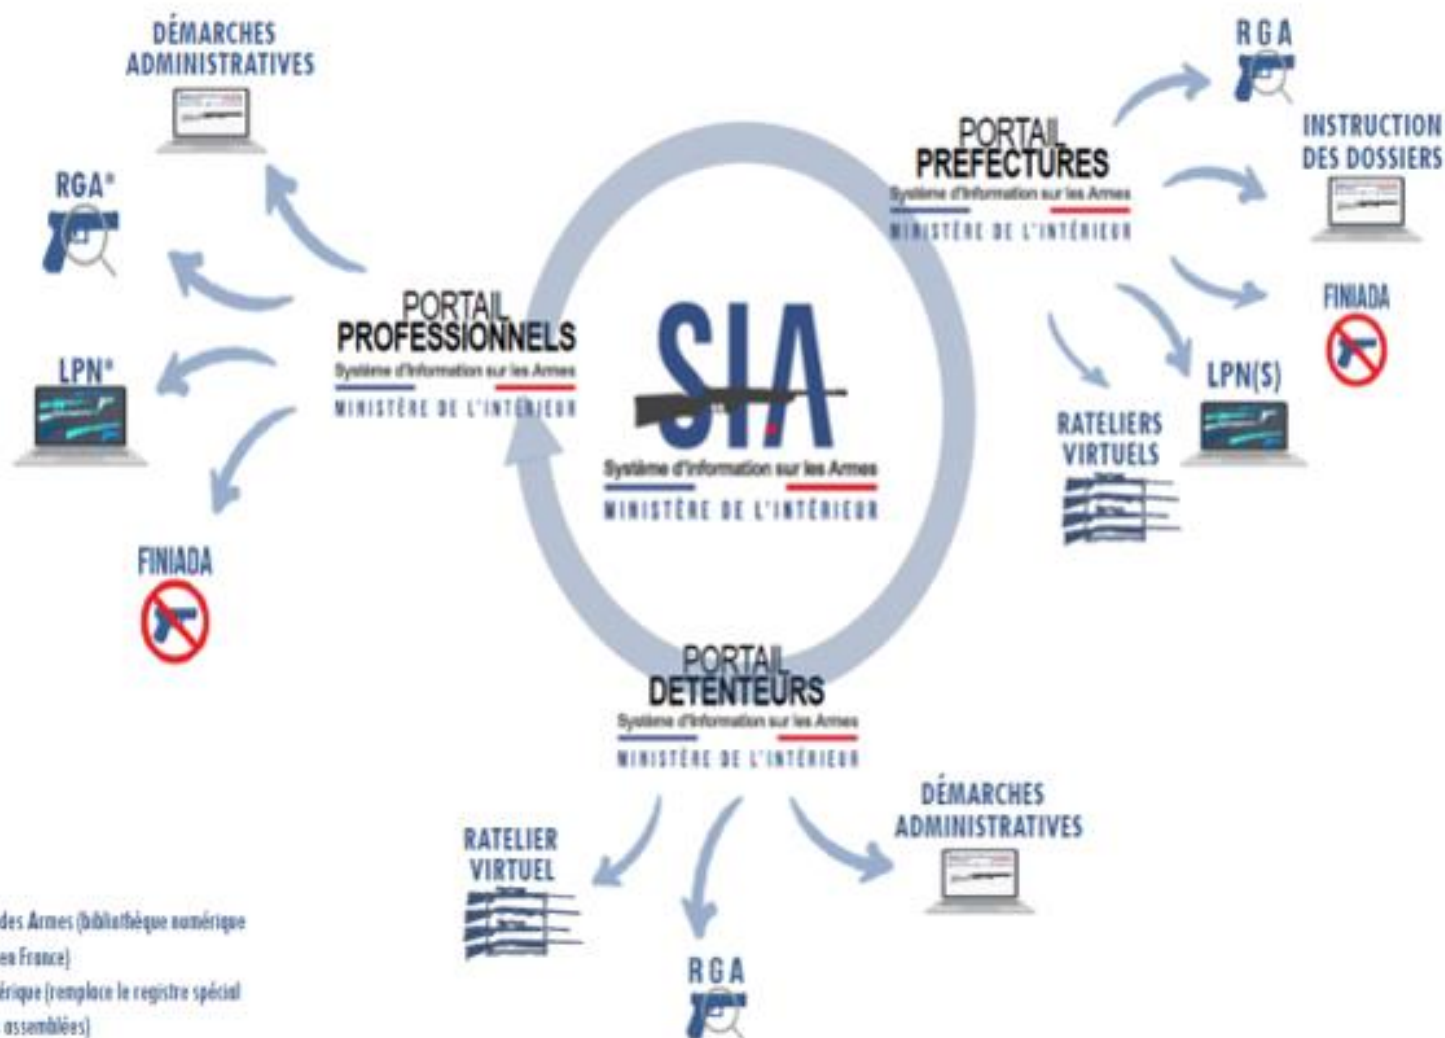 DÉMARCHES
ADMINISTRATIVES
RGA*
LPN*
FINIADA
PORTAIL
PROFESSIONNELS
Système d'Information sur les Armes
MINISTÈRE DE L'INTÉRIEUR
SIA
Système d'information sur les Armes
MINISTÈRE DE L'INTÉRIEUR
PORTAIL
PREFECTURES
Système d'Information sur les Armes
MINISTÈRE DE L'INTÉRIEUR
RGA
INSTRUCTION
DES DOSSIERS
FINIADA
LPN(S)
RATELIERS
VIRTUELS
PORTAIL
DETENTEURS
Système d'Information sur les Armes
MINISTÈRE DE L'INTÉRIEUR
RATELIER
VIRTUEL
RGA
DÉMARCHES
ADMINISTRATIVES
des Armes (bibliothèque numérique
en France)
érique (remplace le registre spécial
assemblées)